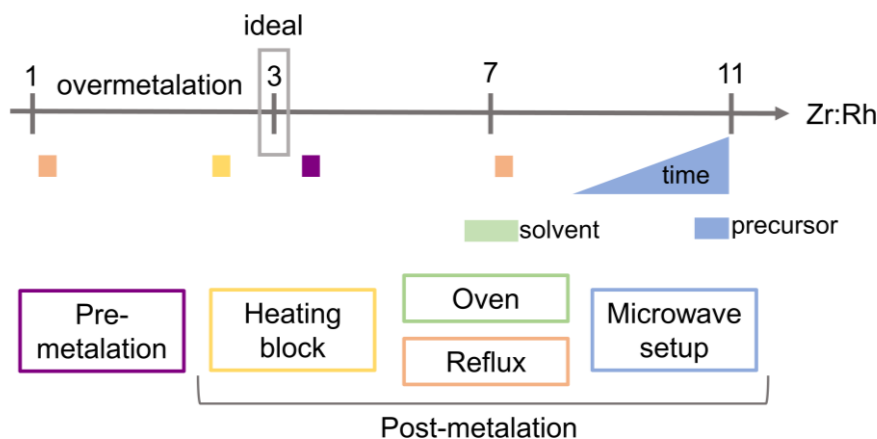 ideal
1
overmetalation
3
7
11
Zr:Rh
time
solvent
precursor
Pre-
metalation
Heating
block
Oven
Reflux
Microwave
setup
Post-metalation